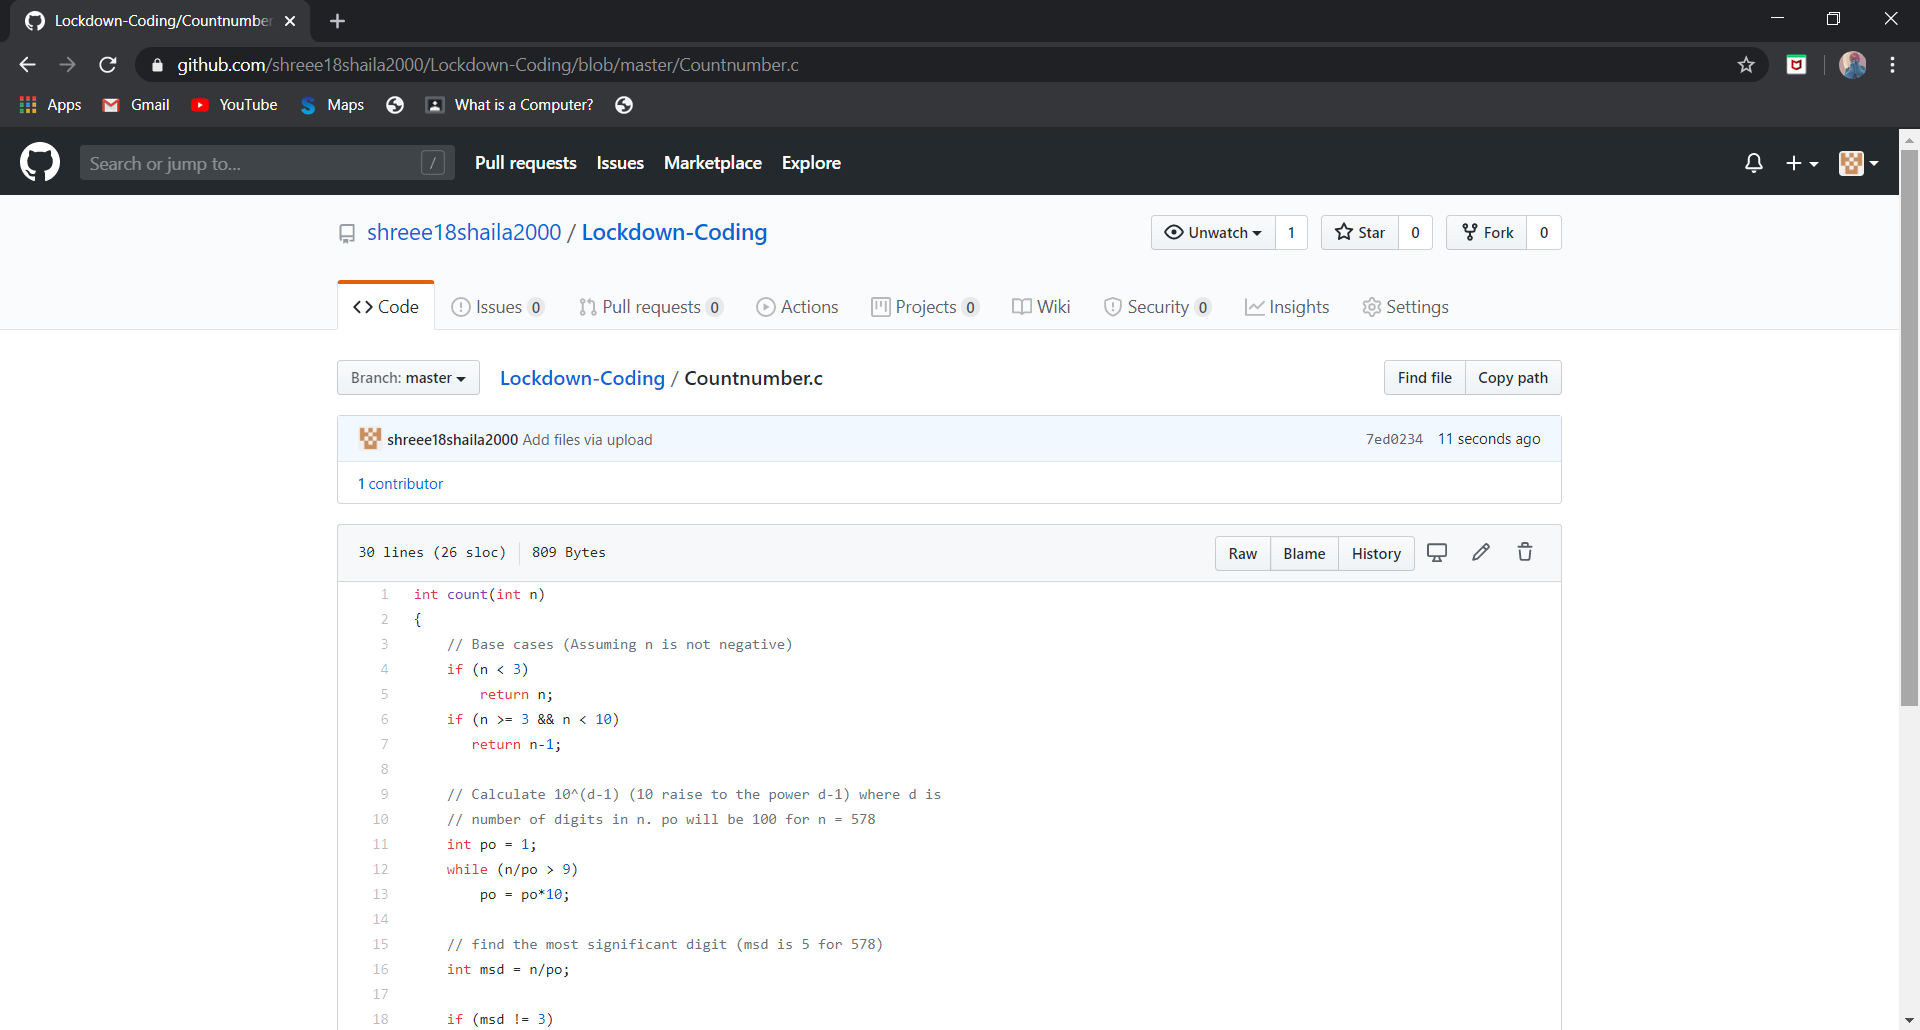 Lockdown-Coding/Countnumber
github.com/shreee18shaila2000/Lockdown-Coding/blob/master/Countnumber.c
Apps Gmail YouTube Maps What is a Computer?
Search or jump to... / Pull requests Issues Marketplace Explore
shreee18shaila2000 / Lockdown-Coding Unwatch 1 Star 0 Fork 0
Code Issues 0 Pull requests 0 Actions Projects 0 Wiki Security 0 Insights Settings
Branch: master Lockdown-Coding / Countnumber.c Find file Copy path
shreee18shaila2000 Add files via upload 7ed0234 11 seconds ago
1 contributor
30 lines (26 sloc) 809 Bytes Raw Blame History
1 int count(int n)
2 {
3 // Base cases (Assuming n is not negative)
4 if (n < 3)
5 return n;
6 if (n >= 3 && n < 10)
7 return n-1;
8
9 // Calculate 10^(d-1) (10 raise to the power d-1) where d is
10 // number of digits in n. po will be 100 for n = 578
11 int po = 1;
12 while (n/po > 9)
13 po = po*10;
14
15 // find the most significant digit (msd is 5 for 578)
16 int msd = n/po;
17
18 if (msd != 3)